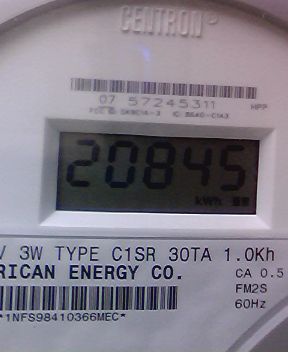 CENTRON®
07 57245311 HPP
20845
kWh
V 3W TYPE C1SR 30TA 1.0Kh
RICAN ENERGY CO. CA 0.5
FM2S
60Hz
*1NFS98410366MEC*